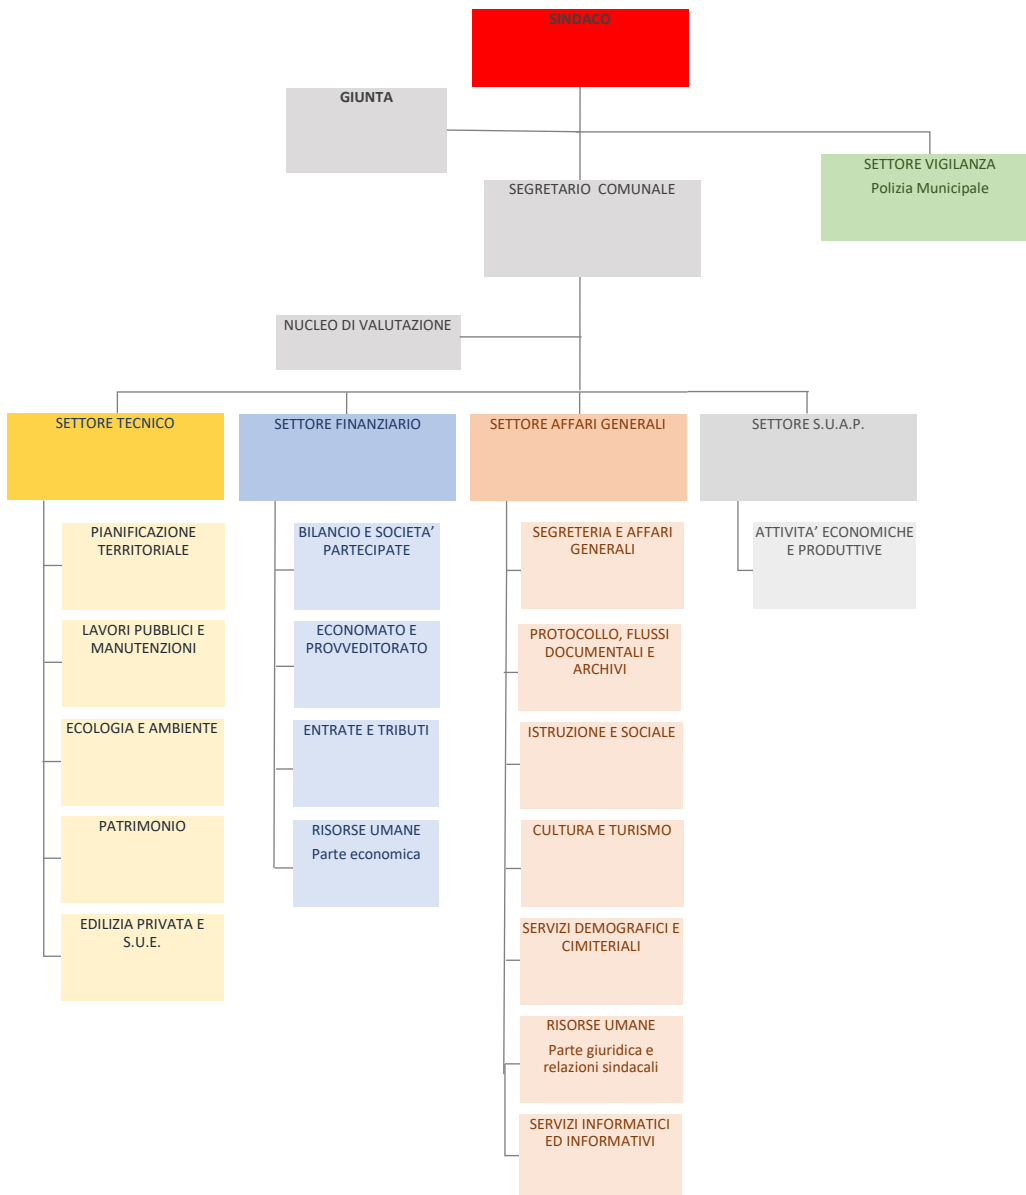 SINDACO
GIUNTA
SETTORE VIGILANZA
Polizia Municipale
SEGRETARIO  COMUNALE
NUCLEO DI VALUTAZIONE
SETTORE TECNICO
SETTORE FINANZIARIO
SETTORE AFFARI GENERALI
SETTORE S.U.A.P.
PIANIFICAZIONE
TERRITORIALE
LAVORI PUBBLICI E
MANUTENZIONI
ECOLOGIA E AMBIENTE
PATRIMONIO
EDILIZIA PRIVATA E
S.U.E.
BILANCIO E SOCIETA’
PARTECIPATE
ECONOMATO E
PROVVEDITORATO
ENTRATE E TRIBUTI
RISORSE UMANE
Parte economica
SEGRETERIA E AFFARI
GENERALI
PROTOCOLLO, FLUSSI
DOCUMENTALI E
ARCHIVI
ISTRUZIONE E SOCIALE
CULTURA E TURISMO
SERVIZI DEMOGRAFICI E
CIMITERIALI
RISORSE UMANE
Parte giuridica e
relazioni sindacali
SERVIZI INFORMATICI
ED INFORMATIVI
ATTIVITA’ ECONOMICHE
E PRODUTTIVE